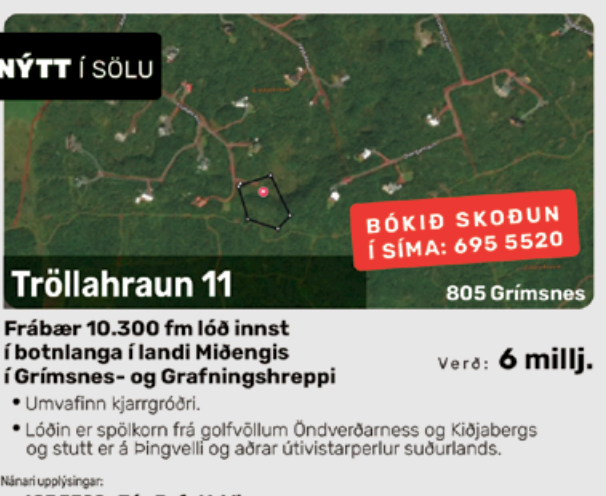 NÝTT Í SÖLU
BÓKIÐ SKOÐUN
Í SÍMA: 695 5520
Tröllahraun 11
805 Grímsnes
Frábær 10.300 fm lóð innst
í botnlanga í landi Miðengis
í Grímsnes- og Grafningshreppi
Verð: 6 millj.
• Umvafinn kjarrgróðri.
• Lóðin er spölkorn frá golfvöllum Öndverðarness og Kiðjabergs
og stutt er á Þingvelli og aðrar útivistarperlur suðurlands.
Nánari upplýsingar: